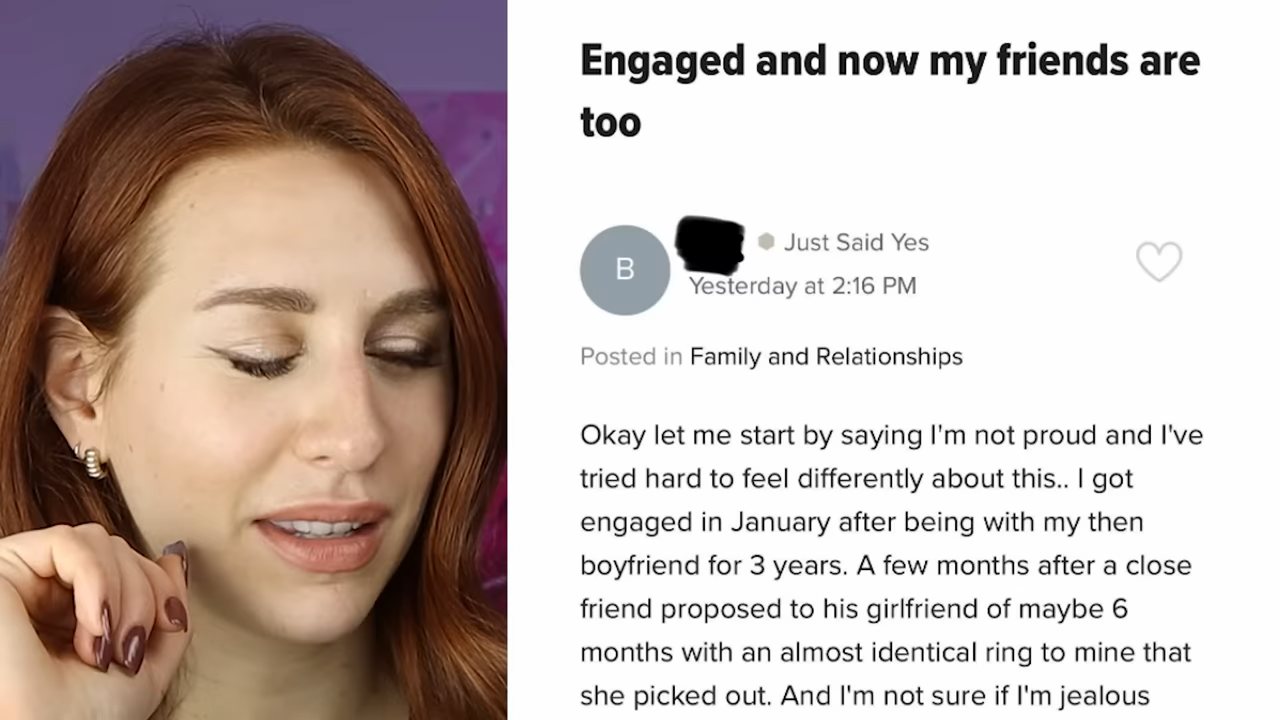 Engaged and now my friends are
too
B
Just Said Yes
Yesterday at 2:16 PM
Posted in Family and Relationships
Okay let me start by saying I'm not proud and I've
tried hard to feel differently about this.. I got
engaged in January after being with my then
boyfriend for 3 years. A few months after a close
friend proposed to his girlfriend of maybe 6
months with an almost identical ring to mine that
she picked out. And I'm not sure if I'm jealous